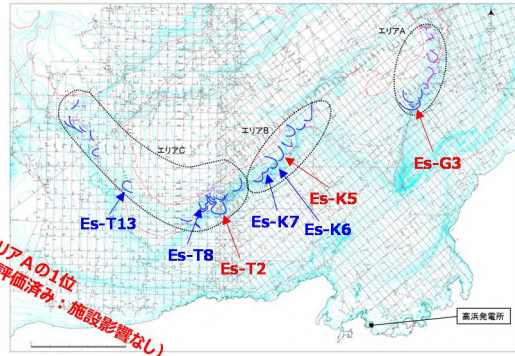 エリアA
エリアB
エリアC
Es-G3
Es-K5
Es-T13
Es-K7
Es-K6
Es-T8
Es-T2
リアAの1位
評価済み：施設影響なし）
高浜発電所